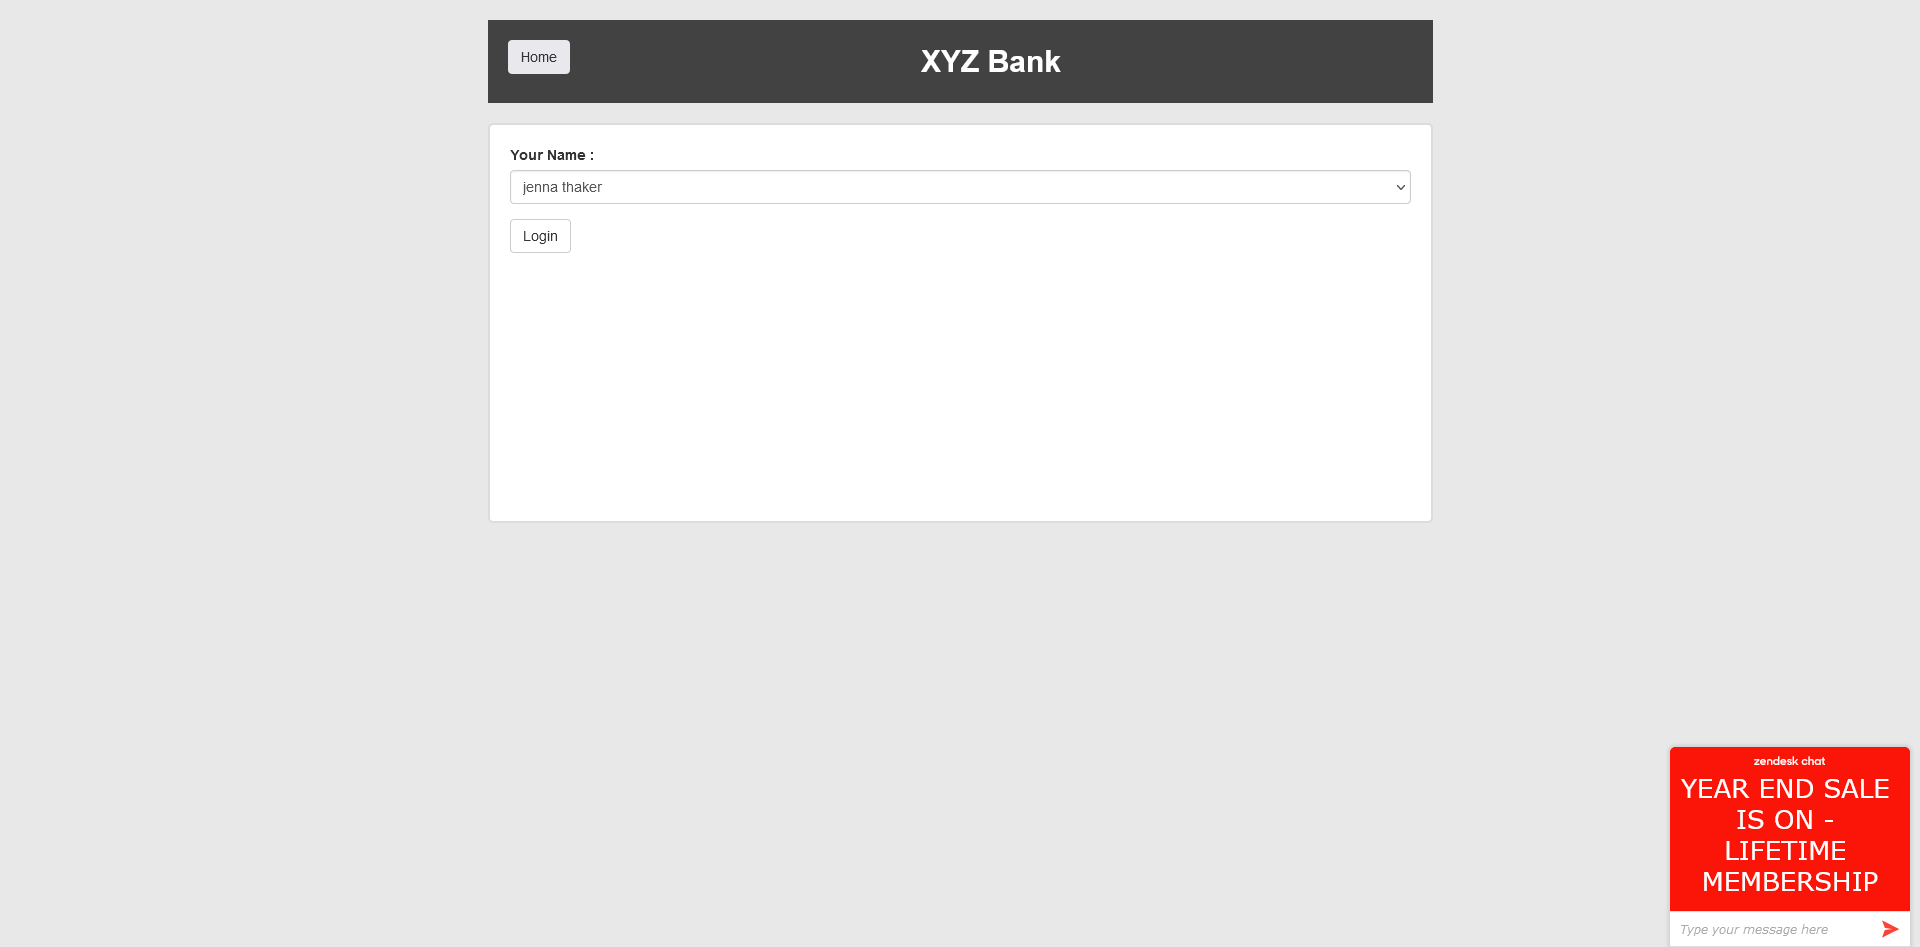 Home
XYZ Bank
Your Name :
jenna thaker
Login
zendesk chat
YEAR END SALE
IS ON -
LIFETIME
MEMBERSHIP
Type your message here